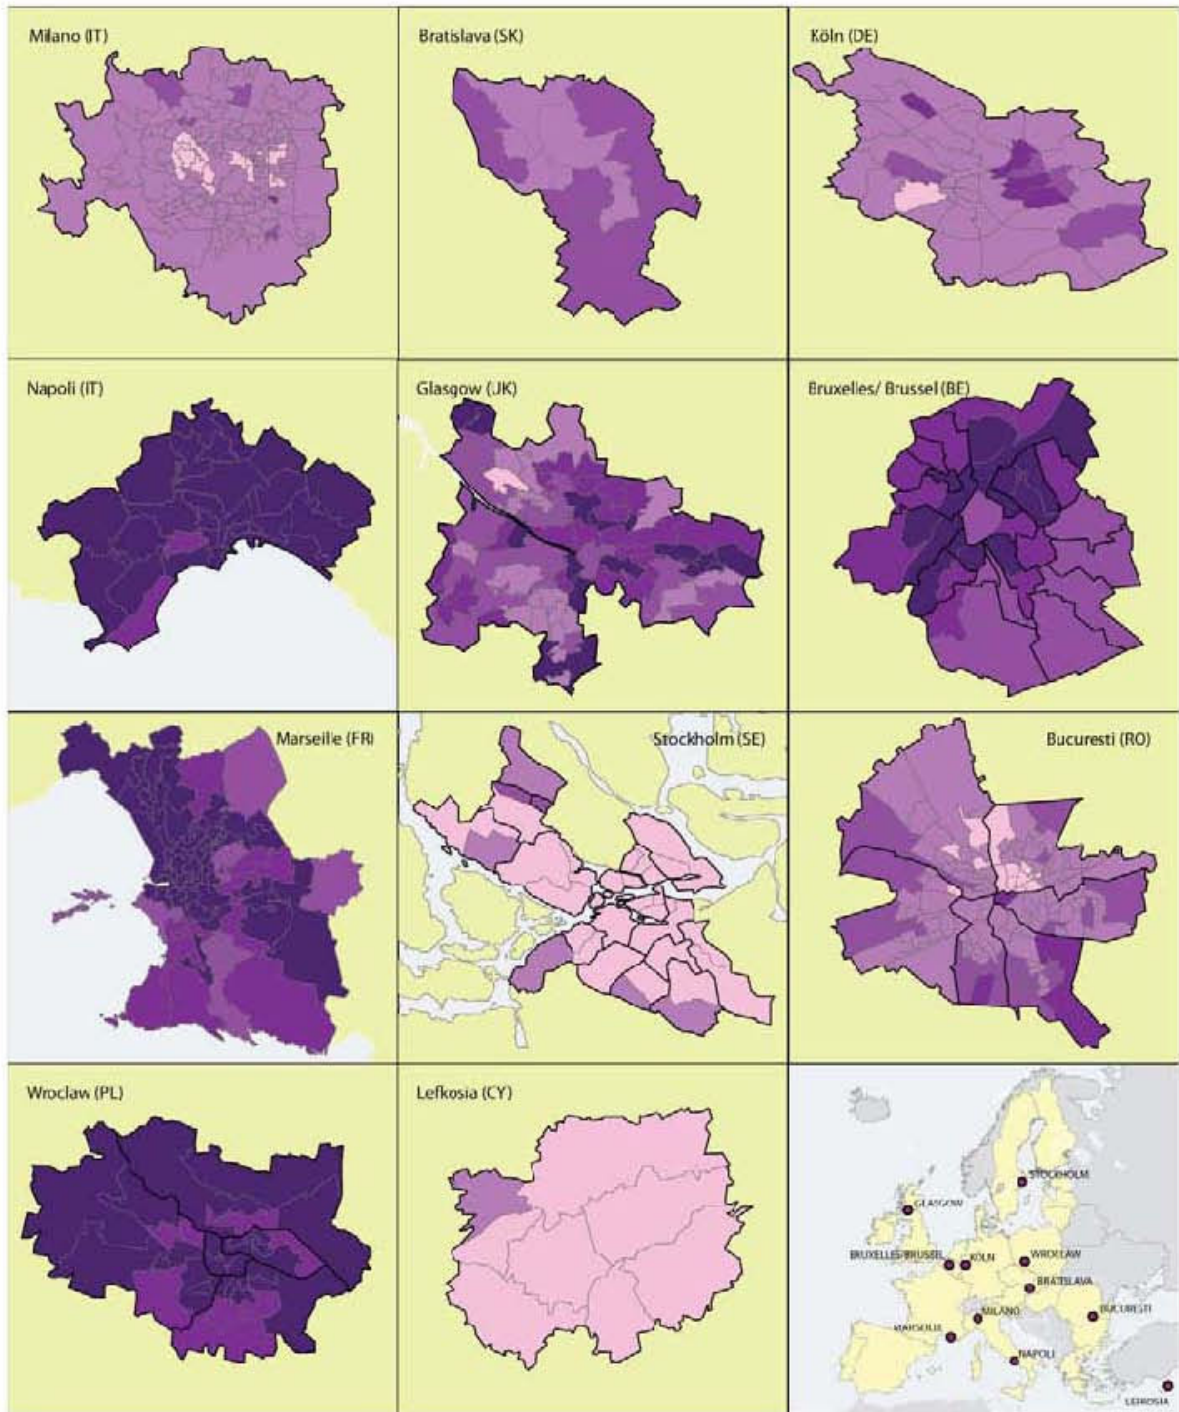 Milano (IT)
Bratislava (SK)
Köln (DE)
Napoli (IT)
Glasgow (UK)
Bruxelles/ Brussel (BE)
Marseille (FR)
Stockholm (SE)
Bucuresti (RO)
Wroclaw (PL)
Lefkosia (CY)
STOCKHOLM
GLASGOW
BRUXELLES/BRUSSEL
KÖLN
WROCLAW
BRATISLAVA
MILANO
BUCURESTI
NAPOLI
LEFKOSIA